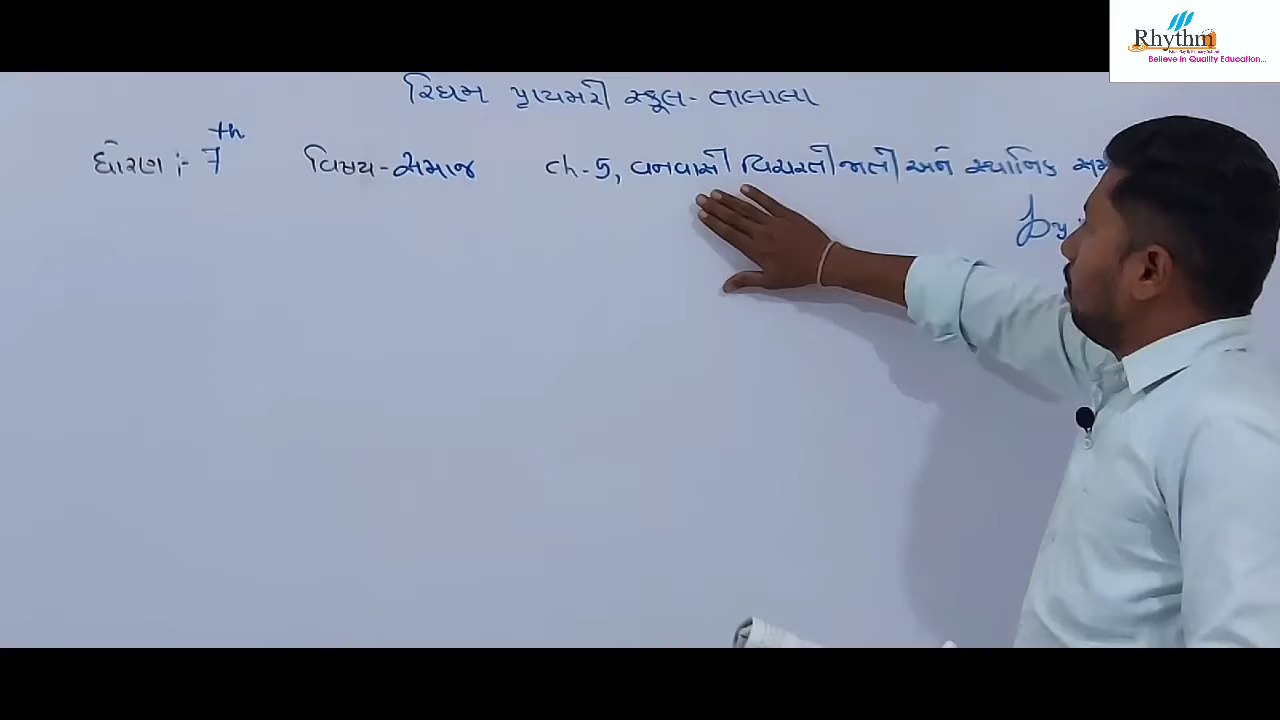 Rhythm
Believe in Quality Education...
રિધમ પ્રાયમરી સ્કૂલ - તાલાલા
ધોરણ :- 7th વિષય - સમાજ ch-5, વનવાસી વિચરતી જાતી અને સ્થાનિક